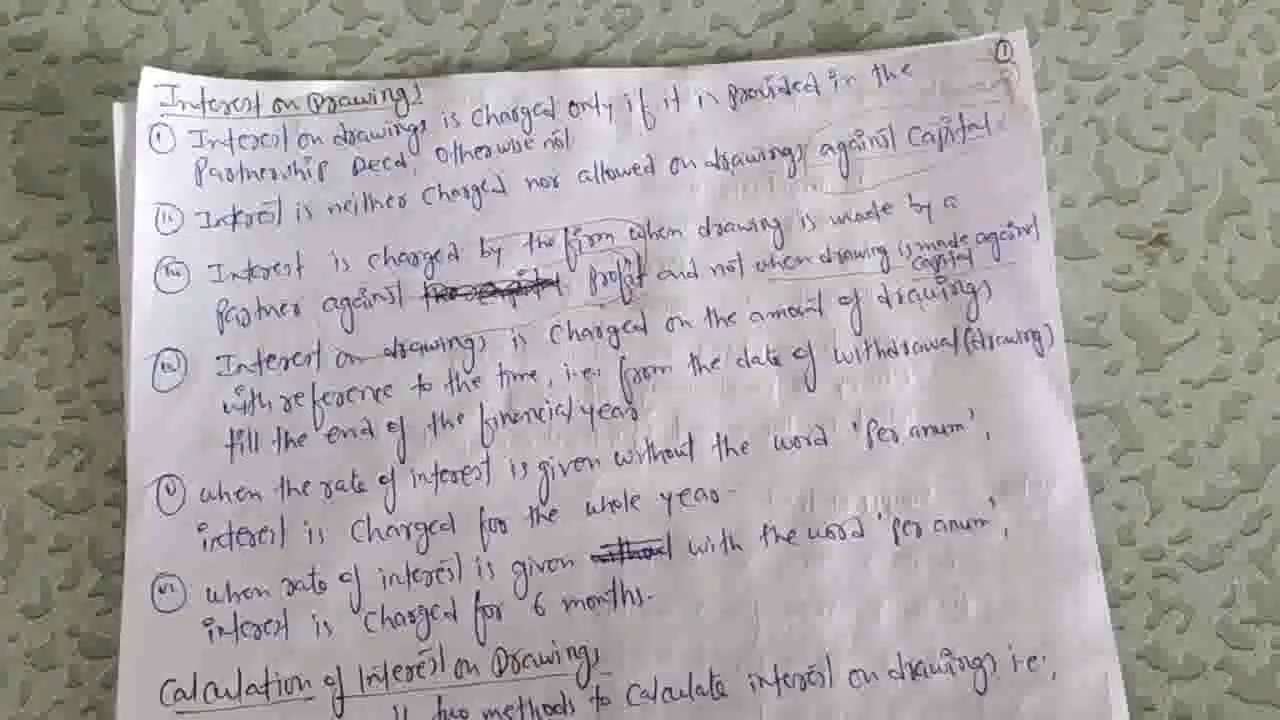 ①
Interest on Drawings
(i) Interest on drawings is charged only if it is provided in the
Partnership Deed, otherwise not
(ii) Interest is neither charged nor allowed on drawings against Capital
(iii) Interest is charged by the firm when drawing is made by a
Partner against profit and not when drawing is made against
capital
(iv) Interest on drawings is charged on the amount of drawings
with reference to the time, i.e. from the date of withdrawal (drawing)
till the end of the financial year
(v) when the rate of interest is given without the word 'Per anum',
interest is charged for the whole year
(vi) when rate of interest is given with the word 'Per anum',
interest is charged for 6 months.
Calculation of Interest on Drawings
two methods to calculate interest on drawings i.e.,